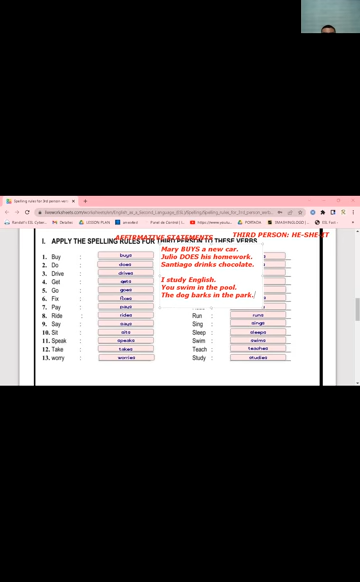 Spelling rules for 3rd person ver
AFFIRMATIVE STATEMENTS
THIRD PERSON: HE-SHE-IT
I. APPLY THE SPELLING RULES FOR THIRD PERSON TO THESE VERBS
Mary BUYS a new car.
Julio DOES his homework.
Santiago drinks chocolate.
I study English.
You swim in the pool.
The dog barks in the park.
1. Buy : buys
2. Do : does
3. Drive : drives
4. Get : gets
5. Go : goes
6. Fix : fixes
7. Pay : pays
8. Ride : rides
9. Say : says
10. Sit : sits
11. Speak : speaks
12. Take : takes
13. worry : worries
Run : runs
Sing : sings
Sleep : sleeps
Swim : swims
Teach : teaches
Study : studies